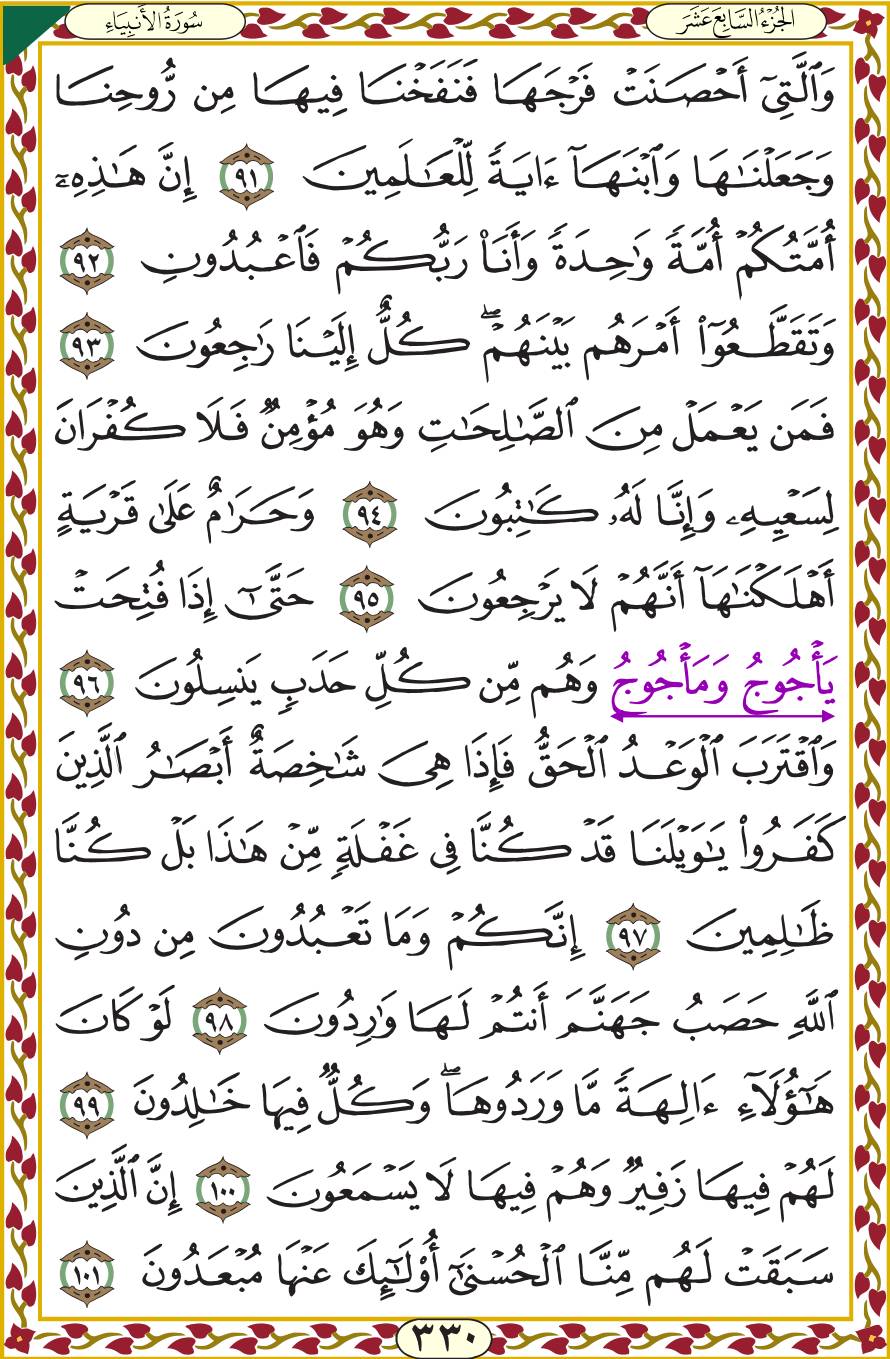 الجُزْءُ السَّابِعَ عَشَرَ
سُورَةُ الأَنبِيَاءِ
وَٱلَّتِىٓ أَحۡصَنَتۡ فَرۡجَهَا فَنَفَخۡنَا فِيهَا مِن رُّوحِنَا
وَجَعَلۡنَٰهَا وَٱبۡنَهَآ ءَايَةٗ لِّلۡعَٰلَمِينَ ٩١ إِنَّ هَٰذِهِۦٓ
أُمَّتُكُمۡ أُمَّةٗ وَٰحِدَةٗ وَأَنَا۠ رَبُّكُمۡ فَٱعۡبُدُونِ ٩٢
وَتَقَطَّعُوٓاْ أَمۡرَهُم بَيۡنَهُمۡۖ كُلٌّ إِلَيۡنَا رَٰجِعُونَ ٩٣
فَمَن يَعۡمَلۡ مِنَ ٱلصَّٰلِحَٰتِ وَهُوَ مُؤۡمِنٞ فَلَا كُفۡرَانَ
لِسَعۡيِهِۦ وَإِنَّا لَهُۥ كَٰتِبُونَ ٩٤ وَحَرَٰمٌ عَلَىٰ قَرۡيَةٍ
أَهۡلَكۡنَٰهَآ أَنَّهُمۡ لَا يَرۡجِعُونَ ٩٥ حَتَّىٰٓ إِذَا فُتِحَتۡ
يَأۡجُوجُ وَمَأۡجُوجُ وَهُم مِّن كُلِّ حَدَبٖ يَنسِلُونَ ٩٦
وَٱقۡتَرَبَ ٱلۡوَعۡدُ ٱلۡحَقُّ فَإِذَا هِىَ شَٰخِصَةٌ أَبۡصَٰرُ ٱلَّذِينَ
كَفَرُواْ يَٰوَيۡلَنَا قَدۡ كُنَّا فِى غَفۡلَةٖ مِّنۡ هَٰذَا بَلۡ كُنَّا
ظَٰلِمِينَ ٩٧ إِنَّكُمۡ وَمَا تَعۡبُدُونَ مِن دُونِ
ٱللَّهِ حَصَبُ جَهَنَّمَ أَنتُمۡ لَهَا وَٰرِدُونَ ٩٨ لَوۡ كَانَ
هَٰٓؤُلَآءِ ءَالِهَةٗ مَّا وَرَدُوهَاۖ وَكُلّٞ فِيهَا خَٰلِدُونَ ٩٩
لَهُمۡ فِيهَا زَفِيرٞ وَهُمۡ فِيهَا لَا يَسۡمَعُونَ ١٠٠ إِنَّ ٱلَّذِينَ
سَبَقَتۡ لَهُم مِّنَّا ٱلۡحُسۡنَىٰٓ أُوْلَٰٓئِكَ عَنۡهَا مُبۡعَدُونَ ١٠١
٣٣٠